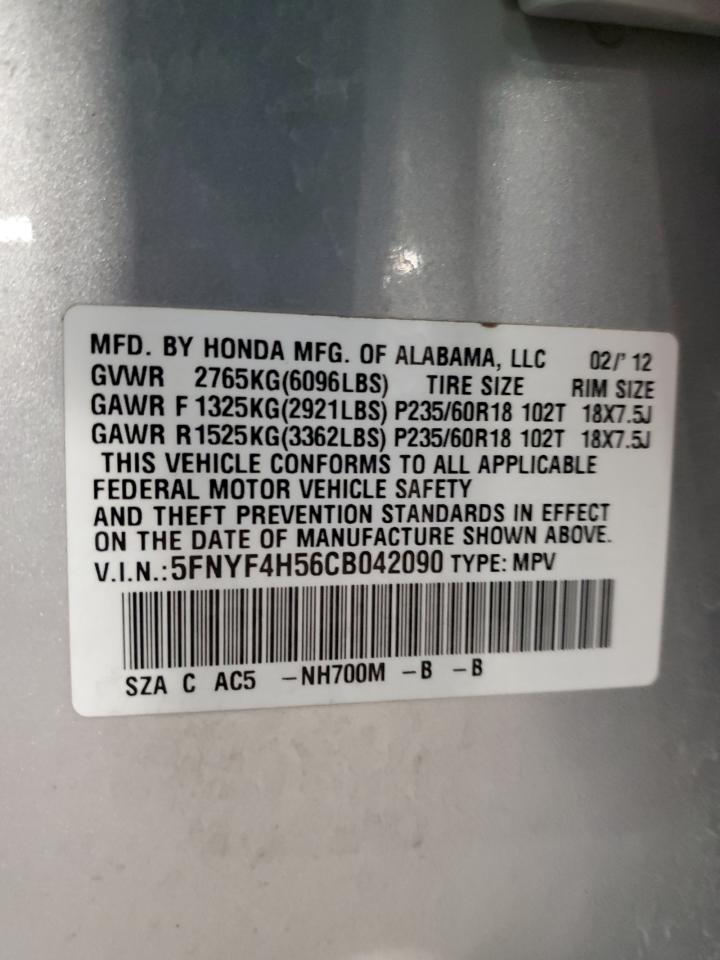 MFD. BY HONDA MFG. OF ALABAMA, LLC 02/' 12
GVWR 2765KG(6096LBS) TIRE SIZE RIM SIZE
GAWR F 1325KG(2921LBS) P235/60R18 102T 18X7.5J
GAWR R1525KG(3362LBS) P235/60R18 102T 18X7.5J
THIS VEHICLE CONFORMS TO ALL APPLICABLE
FEDERAL MOTOR VEHICLE SAFETY
AND THEFT PREVENTION STANDARDS IN EFFECT
ON THE DATE OF MANUFACTURE SHOWN ABOVE.
V.I.N.: 5FNYF4H56CB042090 TYPE: MPV
SZA C AC5 -NH700M -B -B